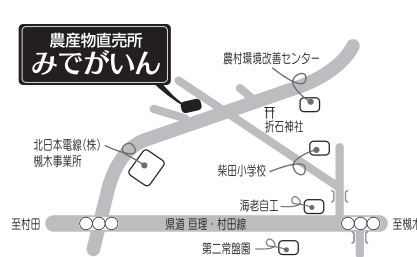 農産物直売所
みでがいん
農村環境改善センター
折石神社
北日本電線(株)
槻木事業所
柴田小学校
海老自工
至村田
県道 亘理・村田線
至槻木
第二常盤園